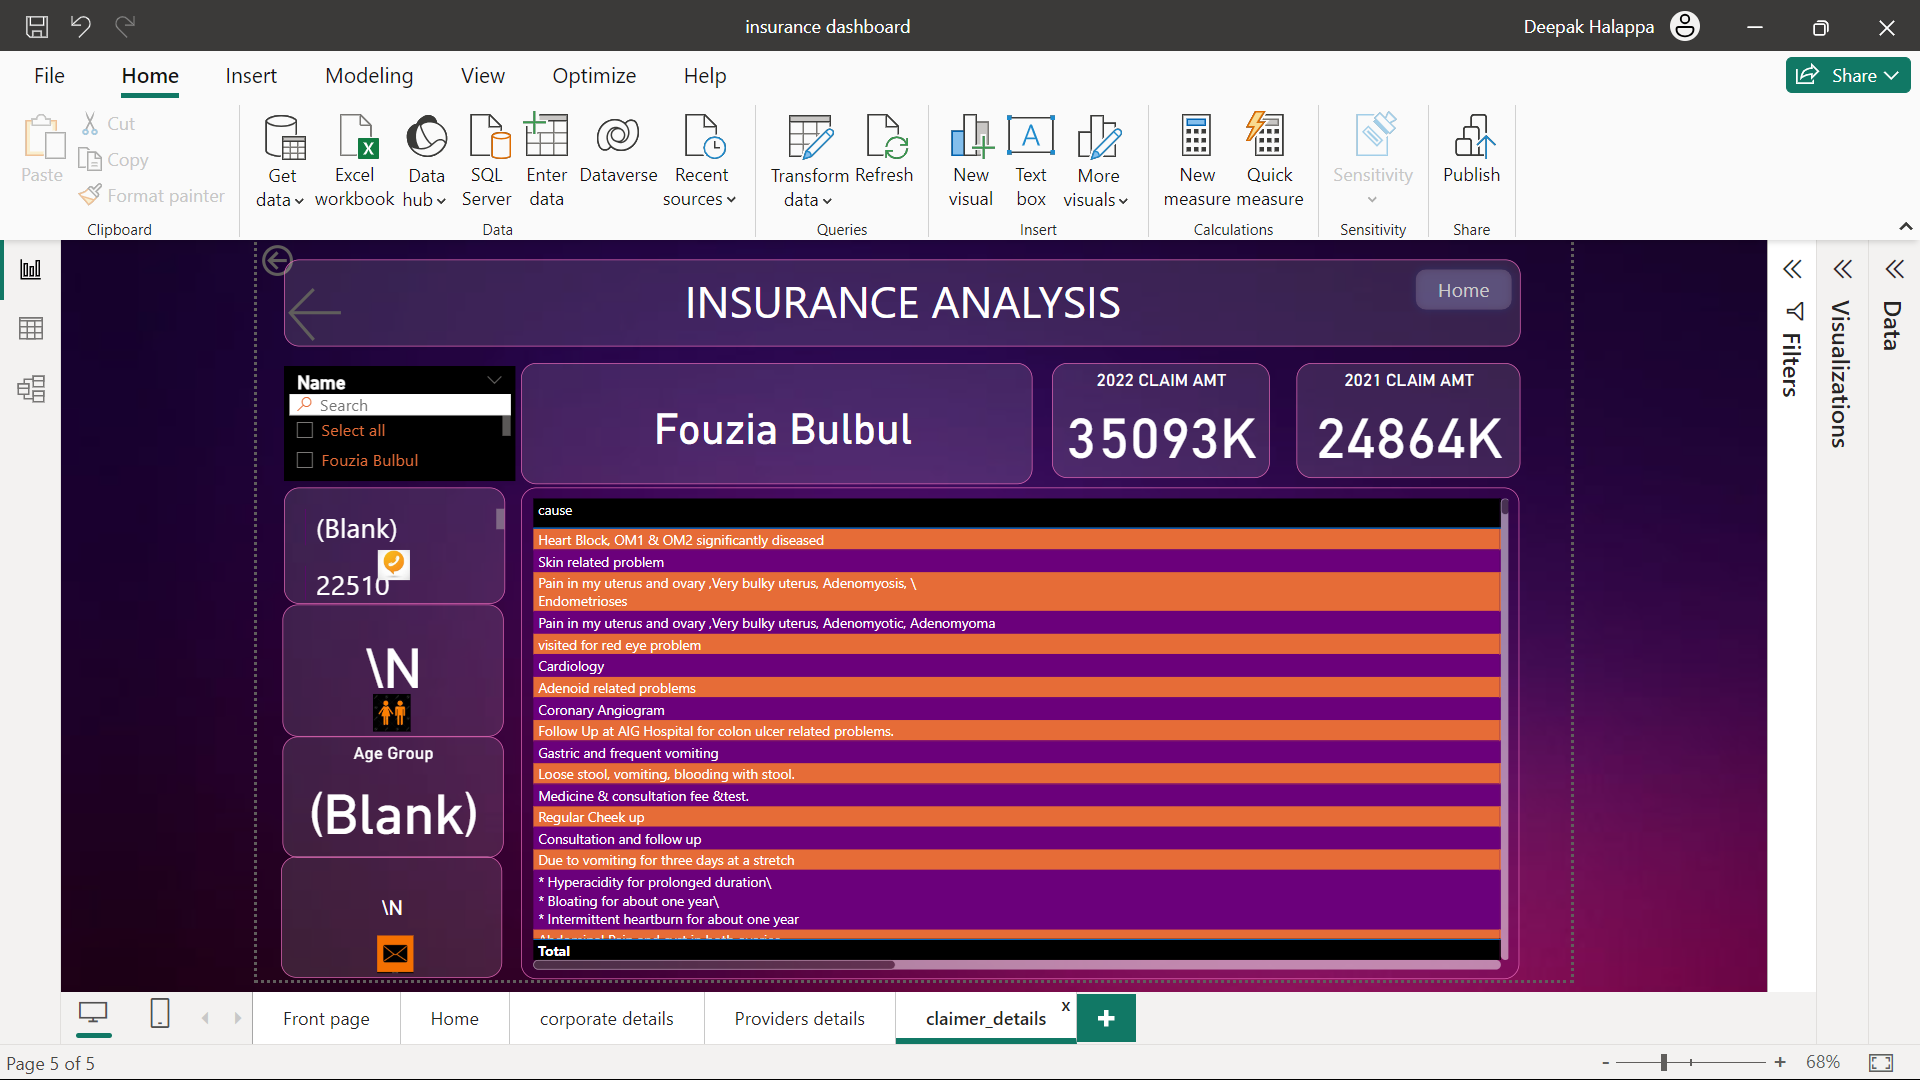 insurance dashboard
Deepak Halappa
File Home Insert Modeling View Optimize Help
Share
Paste
Cut
Copy
Format painter
Clipboard
Get data
Excel workbook
Data hub
SQL Server
Enter data
Dataverse
Recent sources
Data
Transform data
Refresh
Queries
New visual
Text box
More visuals
Insert
New measure
Quick measure
Calculations
Sensitivity
Sensitivity
Publish
Share
INSURANCE ANALYSIS
Home
Name
Search
Select all
Fouzia Bulbul
Fouzia Bulbul
2022 CLAIM AMT
35093K
2021 CLAIM AMT
24864K
(Blank)
22510
\N
Age Group
(Blank)
\N
cause
Heart Block, OM1 & OM2 significantly diseased
Skin related problem
Pain in my uterus and ovary ,Very bulky uterus, Adenomyosis, \
Endometrioses
Pain in my uterus and ovary ,Very bulky uterus, Adenomyotic, Adenomyoma
visited for red eye problem
Cardiology
Adenoid related problems
Coronary Angiogram
Follow Up at AIG Hospital for colon ulcer related problems.
Gastric and frequent vomiting
Loose stool, vomiting, blooding with stool.
Medicine & consultation fee &test.
Regular Cheek up
Consultation and follow up
Due to vomiting for three days at a stretch
* Hyperacidity for prolonged duration\
* Bloating for about one year\
* Intermittent heartburn for about one year
Total
Filters
Visualizations
Data
Front page
Home
corporate details
Providers details
claimer_details
x
+
Page 5 of 5
- + 68%